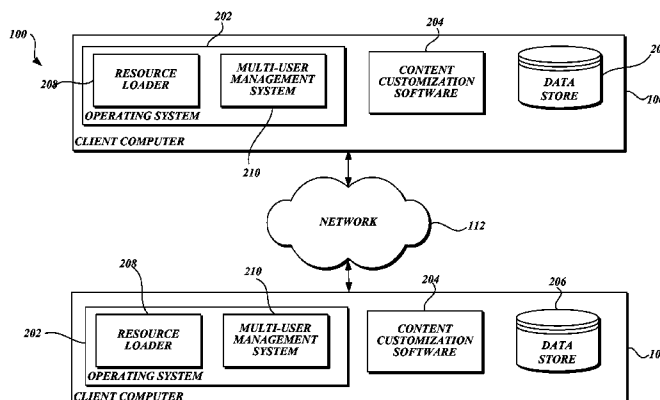 100
202
204
208
RESOURCE
LOADER
MULTI-USER
MANAGEMENT
SYSTEM
CONTENT
CUSTOMIZATION
SOFTWARE
DATA
STORE
OPERATING SYSTEM
CLIENT COMPUTER
210
NETWORK
112
208
210
204
206
202
RESOURCE
LOADER
MULTI-USER
MANAGEMENT
SYSTEM
CONTENT
CUSTOMIZATION
SOFTWARE
DATA
STORE
OPERATING SYSTEM
CLIENT COMPUTER